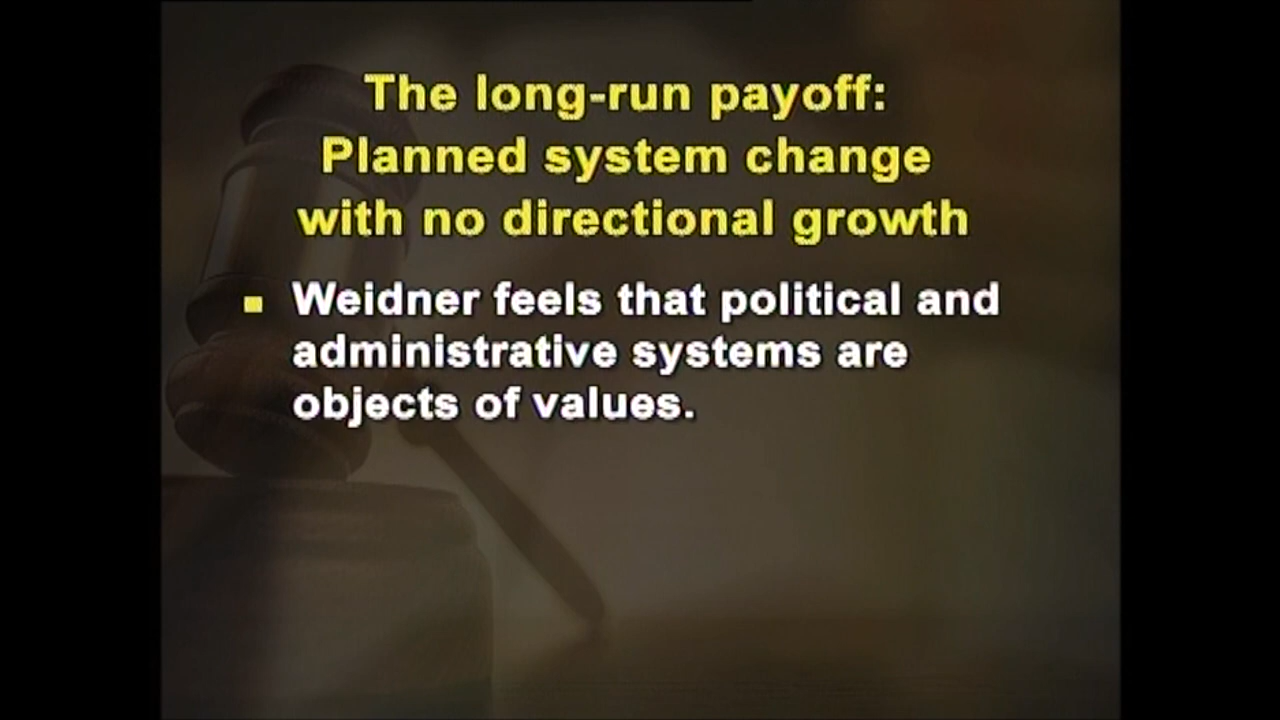 The long-run payoff:
Planned system change
with no directional growth
Weidner feels that political and
administrative systems are
objects of values.